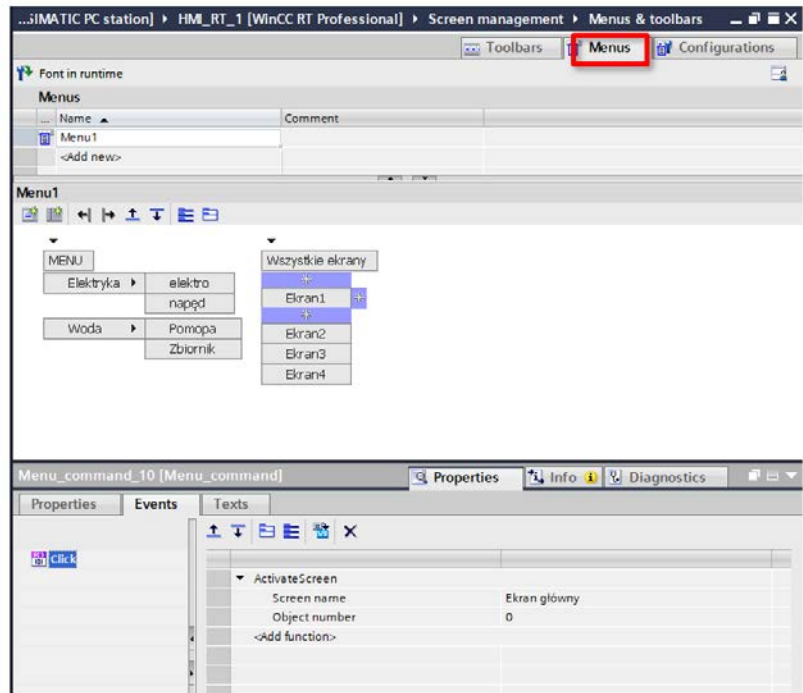 ...SIMATIC PC station] ▸ HMI_RT_1 [WinCC RT Professional] ▸ Screen management ▸ Menus & toolbars
Toolbars Menus Configurations
Font in runtime
Menus
... Name Comment
Menu1
<Add new>
Menu1
MENU Wszystkie ekrany
Elektryka elektro Ekran1
napęd
Woda Pomopa Ekran2
Zbiornik Ekran3
Ekran4
Menu_command_10 [Menu_command] Properties Info Diagnostics
Properties Events Texts
Click
ActivateScreen
Screen name Ekran główny
Object number 0
<Add function>